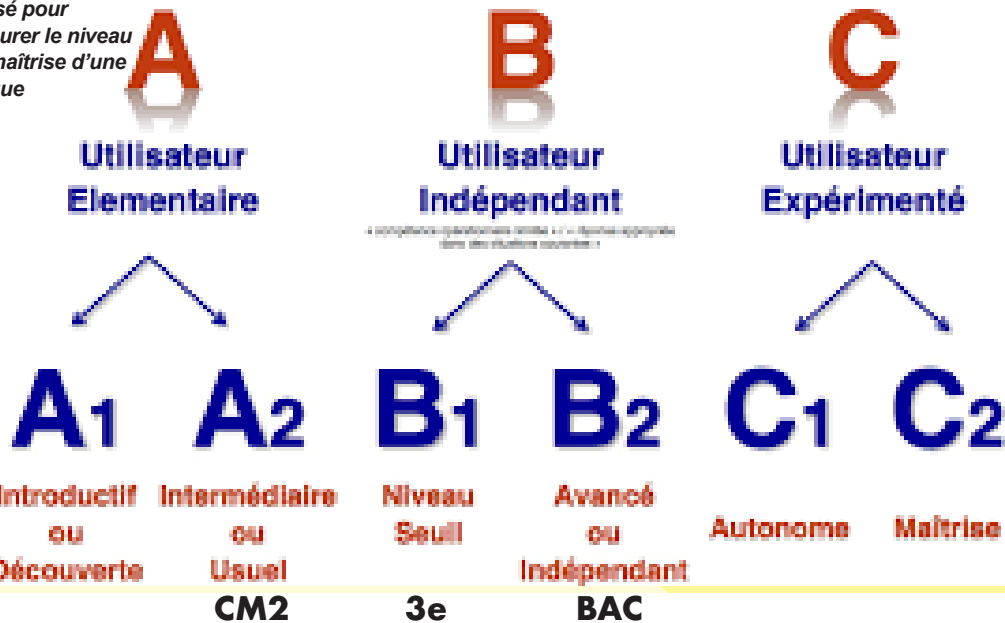 sé pour
urer le niveau
maîtrise d'une
ue
A B C
Utilisateur Utilisateur Utilisateur
Elementaire Indépendant Expérimenté
A1 A2 B1 B2 C1 C2
Introductif Intermédiaire Niveau Avancé
ou ou Seuil ou Autonome Maîtrise
Découverte Usuel Indépendant
CM2 3e BAC